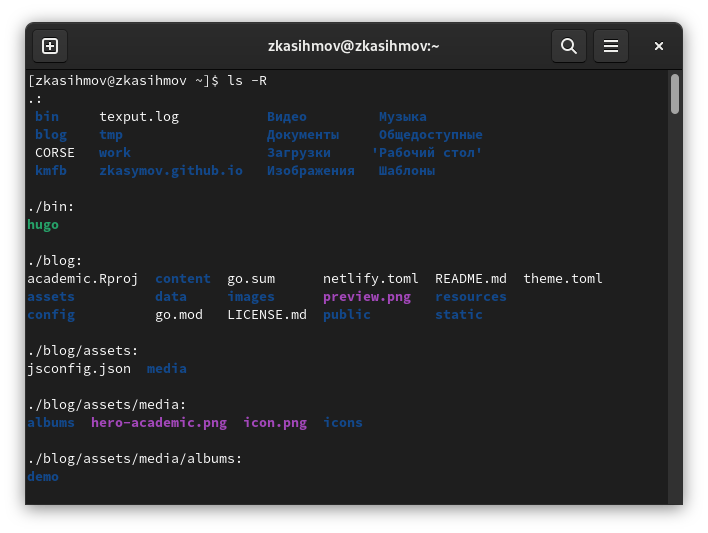 zkasihmov@zkasihmov:~
[zkasihmov@zkasihmov ~]$ ls -R
.:
bin texput.log Видео Музыка
blog tmp Документы Общедоступные
CORSE work Загрузки 'Рабочий стол'
kmfb zkasymov.github.io Изображения Шаблоны
./bin:
hugo
./blog:
academic.Rproj content go.sum netlify.toml README.md theme.toml
assets data images preview.png resources
config go.mod LICENSE.md public static
./blog/assets:
jsconfig.json media
./blog/assets/media:
albums hero-academic.png icon.png icons
./blog/assets/media/albums:
demo